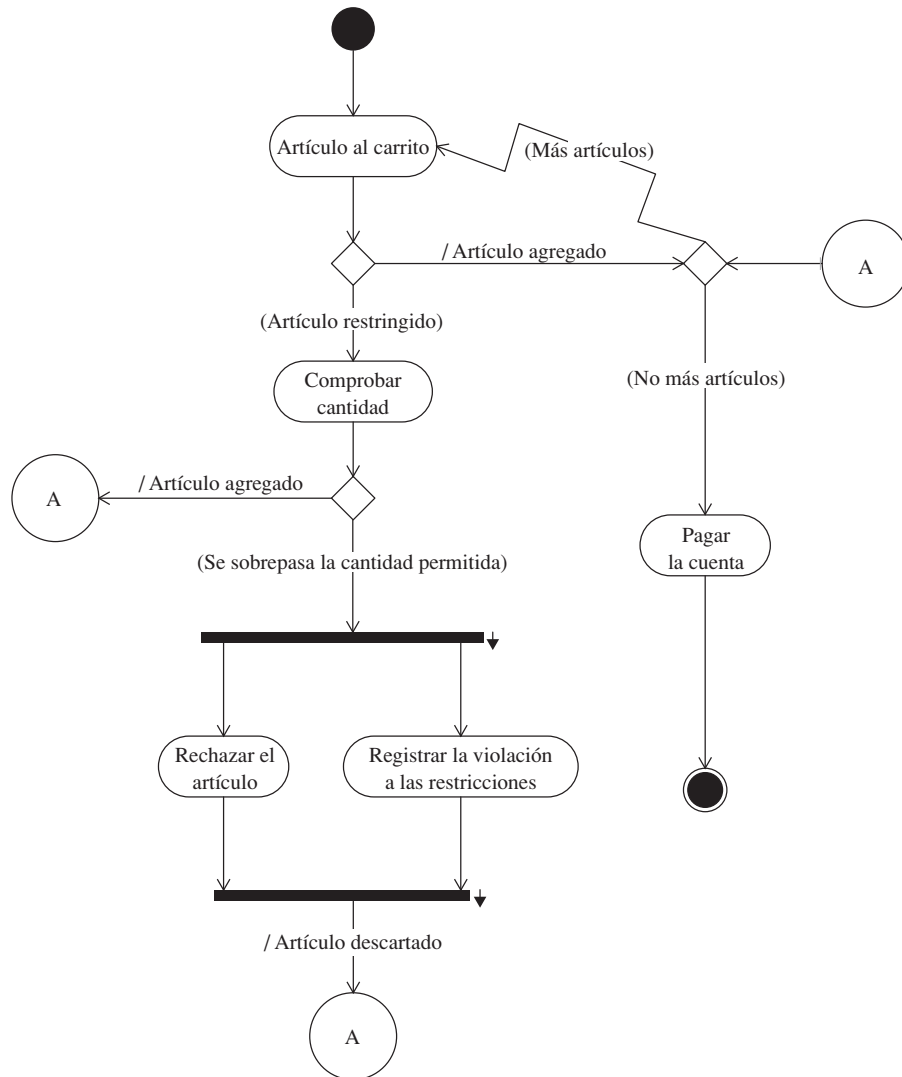 Artículo al carrito
(Más artículos)
/ Artículo agregado
A
(Artículo restringido)
Comprobar
cantidad
(No más artículos)
/ Artículo agregado
A
Pagar
la cuenta
(Se sobrepasa la cantidad permitida)
Rechazar el
artículo
Registrar la violación
a las restricciones
/ Artículo descartado
A